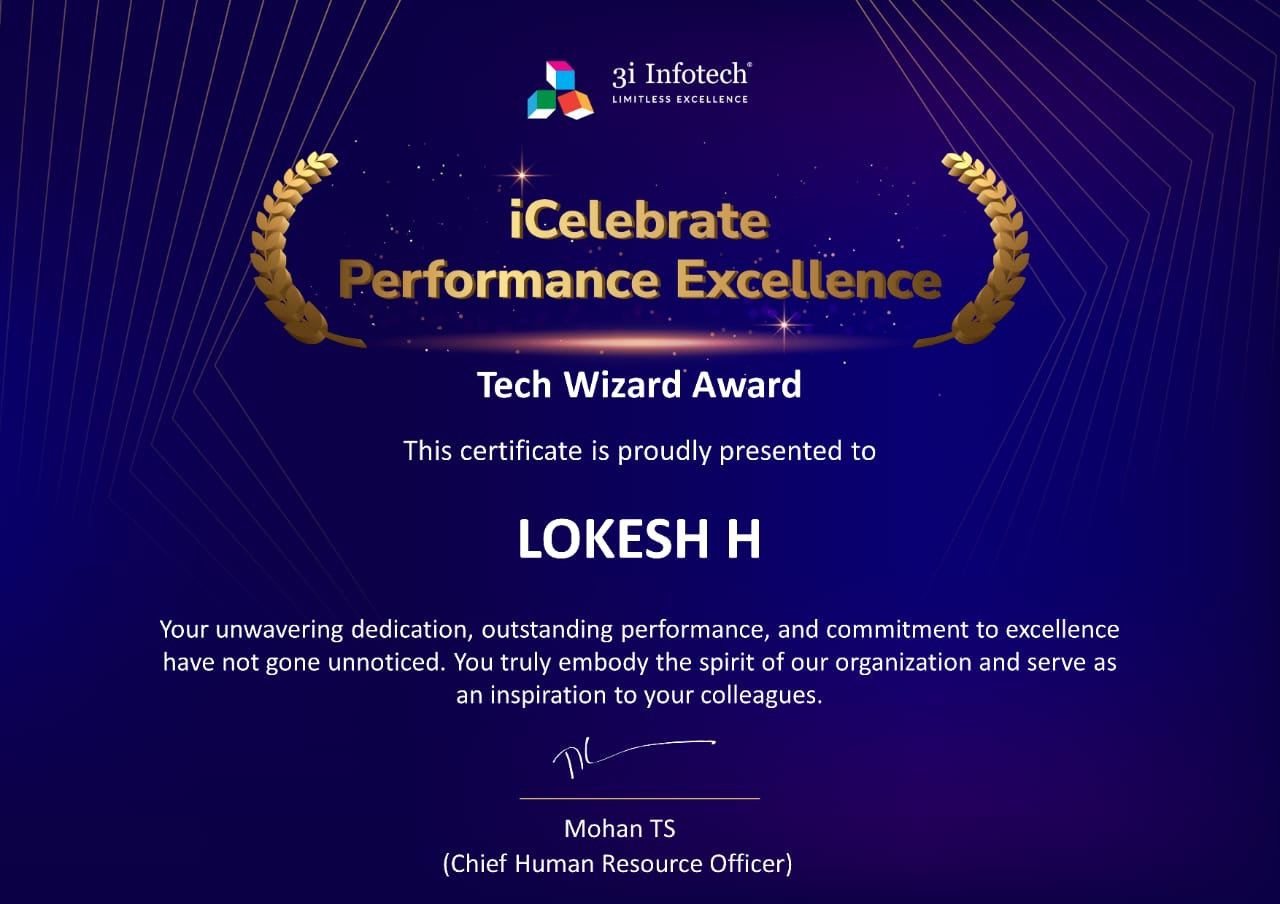 3i Infotech®
LIMITLESS EXCELLENCE
iCelebrate
Performance Excellence
Tech Wizard Award
This certificate is proudly presented to
LOKESH H
Your unwavering dedication, outstanding performance, and commitment to excellence
have not gone unnoticed. You truly embody the spirit of our organization and serve as
an inspiration to your colleagues.
Mohan TS
(Chief Human Resource Officer)